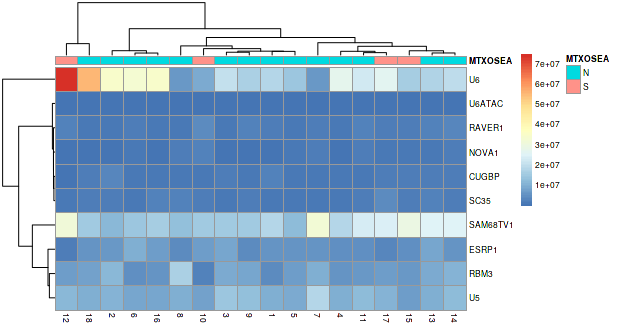 MTXOSEA
U6
U6ATAC
RAVER1
NOVA1
CUGBP
SC35
SAM68TV1
ESRP1
RBM3
U5
12 18 2 6 16 8 10 3 9 1 5 7 4 11 17 15 13 14
7e+07
6e+07
5e+07
4e+07
3e+07
2e+07
1e+07
MTXOSEA
N
S